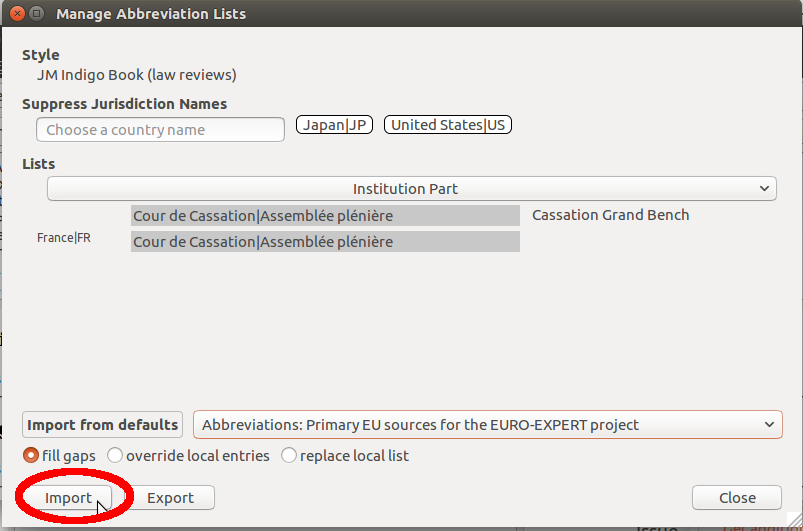 Manage Abbreviation Lists
Style
JM Indigo Book (law reviews)
Suppress Jurisdiction Names
Choose a country name Japan|JP United States|US
Lists
Institution Part
Cour de Cassation|Assemblée plénière Cassation Grand Bench
France|FR
Cour de Cassation|Assemblée plénière
Import from defaults Abbreviations: Primary EU sources for the EURO-EXPERT project
fill gaps override local entries replace local list
Import Export Close